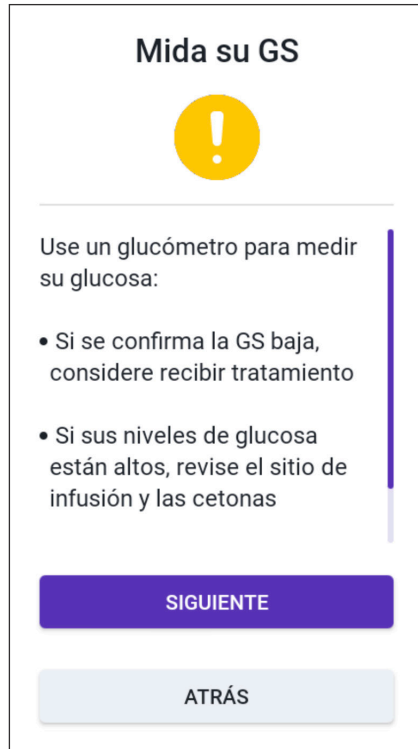 Mida su GS
Use un glucómetro para medir
su glucosa:
• Si se confirma la GS baja,
considere recibir tratamiento
• Si sus niveles de glucosa
están altos, revise el sitio de
infusión y las cetonas
SIGUIENTE
ATRÁS